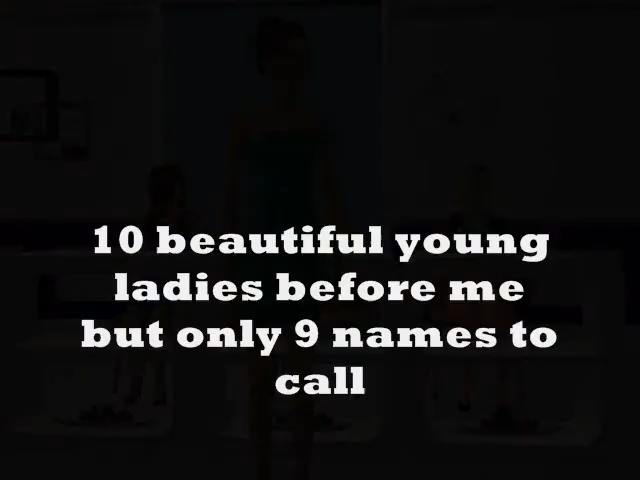 10 beautiful young
ladies before me
but only 9 names to
call